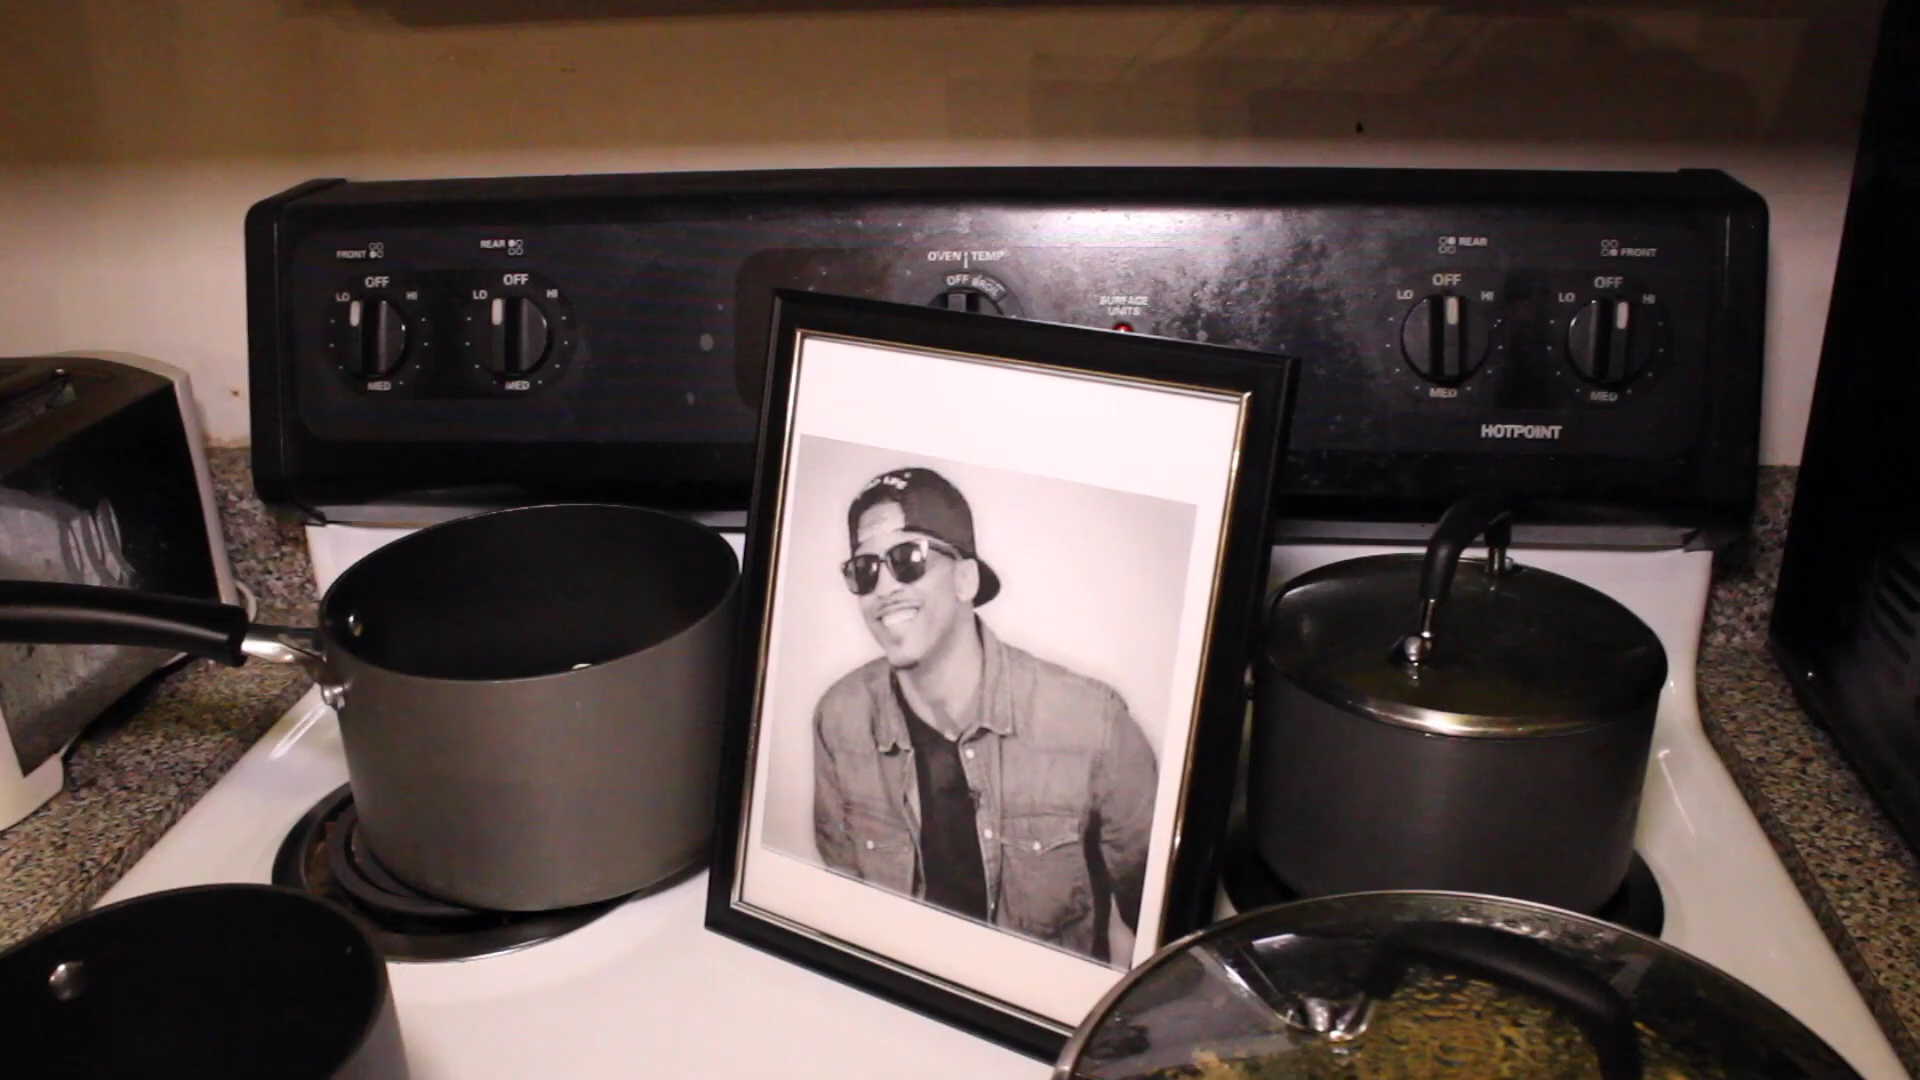 FRONT
OFF
LO
HI
MED
REAR
OFF
LO
HI
MED
OVEN TEMP
OFF BROIL
SURFACE
UNITS
REAR
OFF
LO
HI
MED
FRONT
OFF
LO
HI
MED
HOTPOINT